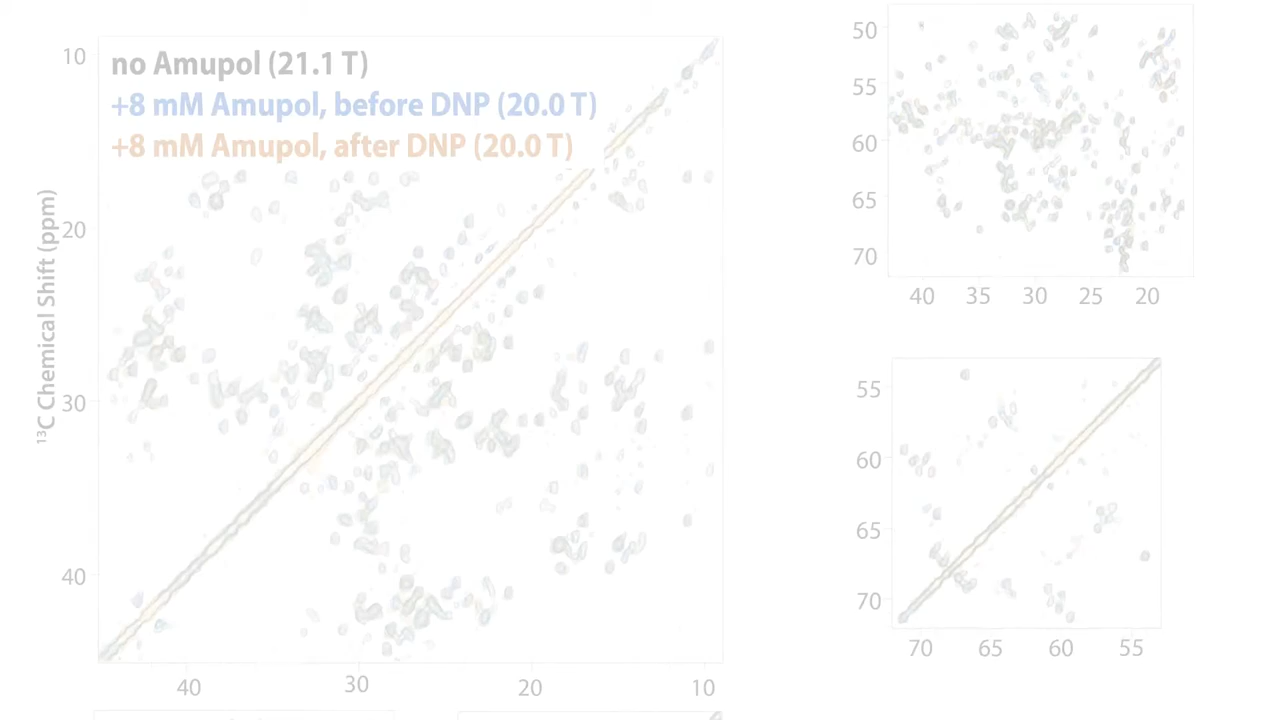 no Amupol (21.1 T)
+8 mM Amupol, before DNP (20.0 T)
+8 mM Amupol, after DNP (20.0 T)
¹³C Chemical Shift (ppm)
10
20
30
40
40 30 20 10
50
55
60
65
70
40 35 30 25 20
55
60
65
70
70 65 60 55